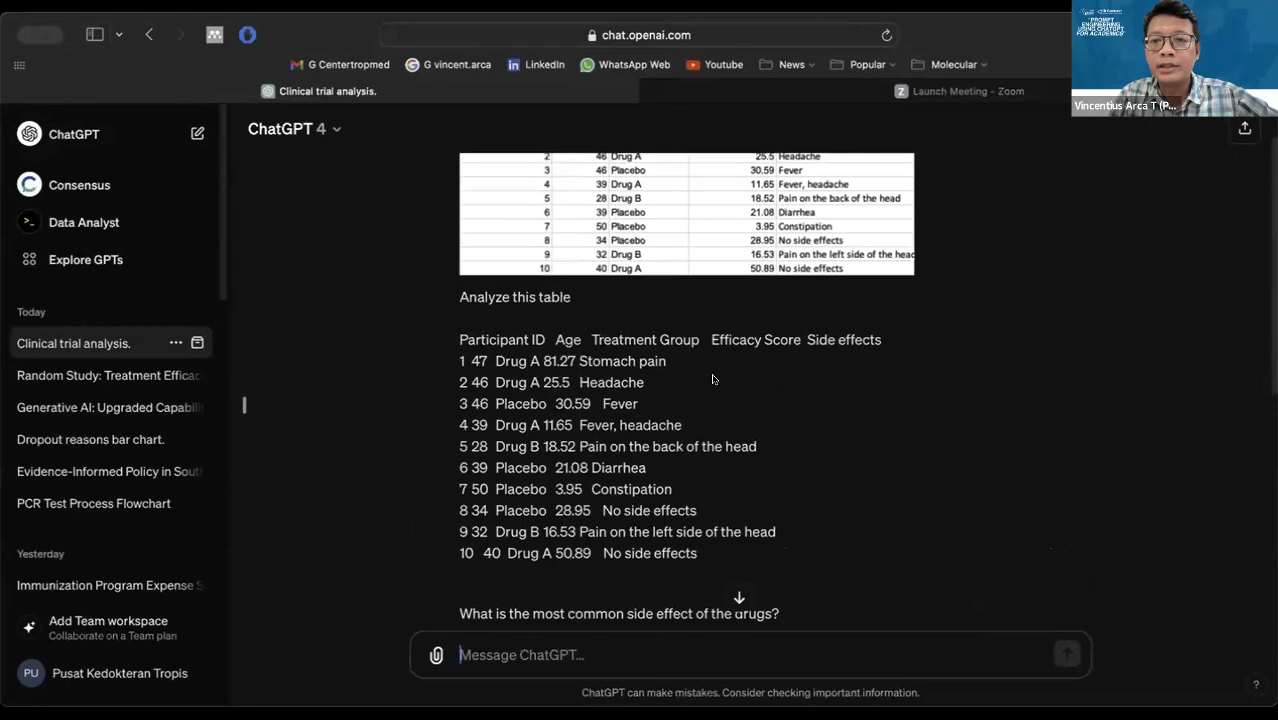 chat.openai.com
G Centertropmed
G vincent.arca
LinkedIn
WhatsApp Web
Youtube
News
Popular
Molecular
Clinical trial analysis.
Launch Meeting - Zoom
"PROMPT
ENGINEERING
USING CHATGPT
FOR ACADEMICS"
Vincentius Arca T (P...
ChatGPT
Consensus
Data Analyst
Explore GPTs
Today
Clinical trial analysis.
Random Study: Treatment Efficac
Generative AI: Upgraded Capabili
Dropout reasons bar chart.
Evidence-Informed Policy in Sout
PCR Test Process Flowchart
Yesterday
Immunization Program Expense S
Add Team workspace
Collaborate on a Team plan
PU Pusat Kedokteran Tropis
ChatGPT 4
2 46 Drug A 25.5 Headache
3 46 Placebo 30.59 Fever
4 39 Drug A 11.65 Fever, headache
5 28 Drug B 18.52 Pain on the back of the head
6 39 Placebo 21.08 Diarrhea
7 50 Placebo 3.95 Constipation
8 34 Placebo 28.95 No side effects
9 32 Drug B 16.53 Pain on the left side of the head
10 40 Drug A 50.89 No side effects
Analyze this table
Participant ID Age Treatment Group Efficacy Score Side effects
1 47 Drug A 81.27 Stomach pain
2 46 Drug A 25.5 Headache
3 46 Placebo 30.59 Fever
4 39 Drug A 11.65 Fever, headache
5 28 Drug B 18.52 Pain on the back of the head
6 39 Placebo 21.08 Diarrhea
7 50 Placebo 3.95 Constipation
8 34 Placebo 28.95 No side effects
9 32 Drug B 16.53 Pain on the left side of the head
10 40 Drug A 50.89 No side effects
What is the most common side effect of the drugs?
Message ChatGPT...
ChatGPT can make mistakes. Consider checking important information.
?